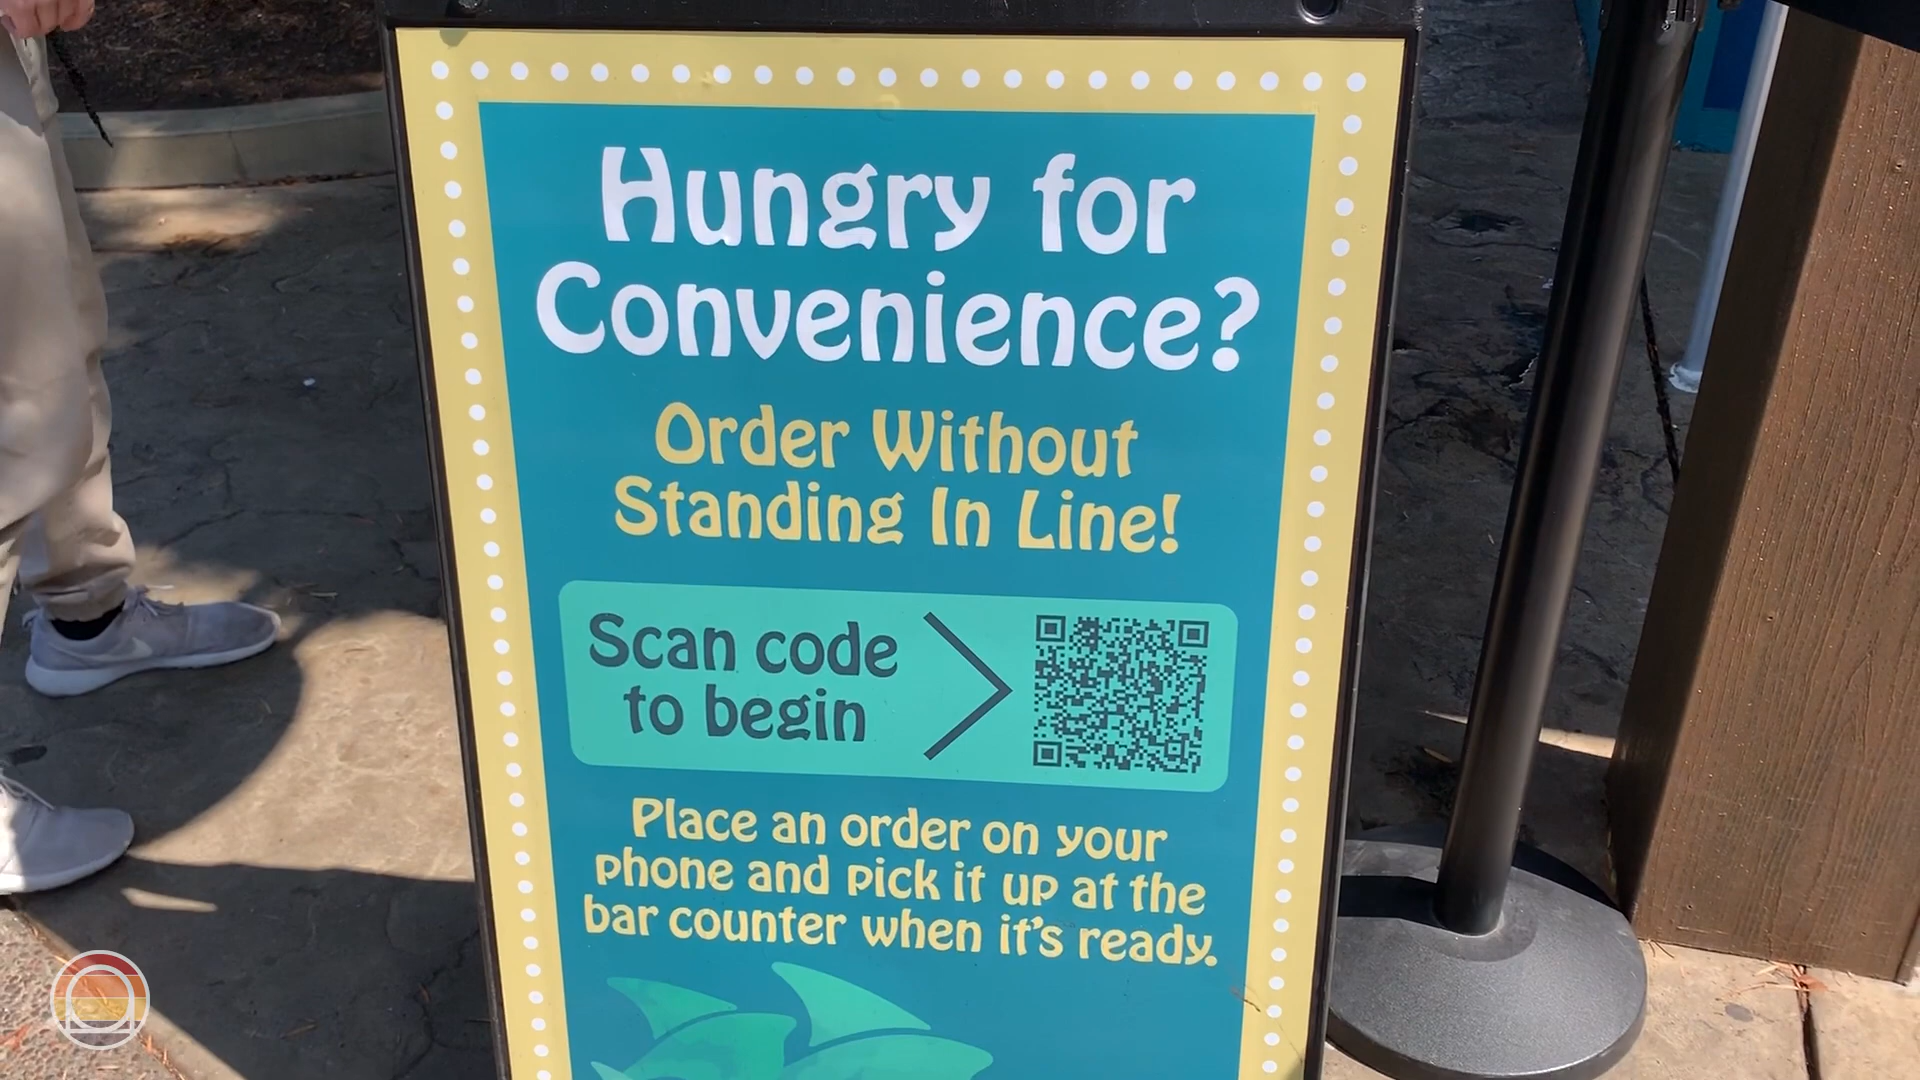 Hungry for
Convenience?
Order Without
Standing In Line!
Scan code
to begin
Place an order on your
phone and pick it up at the
bar counter when it's ready.